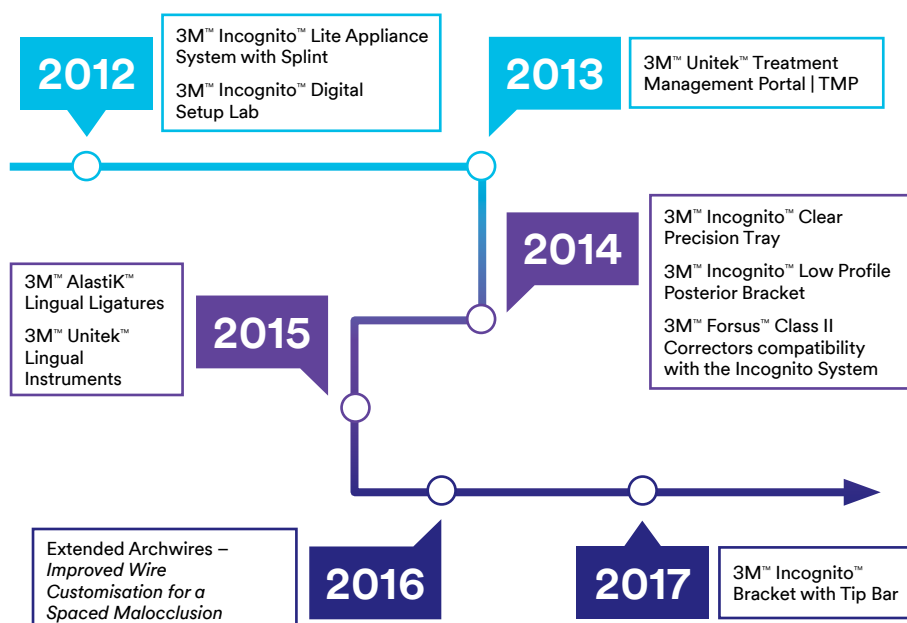 2012
3M™ Incognito™ Lite Appliance
System with Splint
3M™ Incognito™ Digital
Setup Lab
2013
3M™ Unitek™ Treatment
Management Portal | TMP
2014
3M™ Incognito™ Clear
Precision Tray
3M™ Incognito™ Low Profile
Posterior Bracket
3M™ Forsus™ Class II
Correctors compatibility
with the Incognito System
3M™ AlastiK™
Lingual Ligatures
3M™ Unitek™
Lingual
Instruments
2015
Extended Archwires –
Improved Wire
Customisation for a
Spaced Malocclusion
2016
2017
3M™ Incognito™
Bracket with Tip Bar